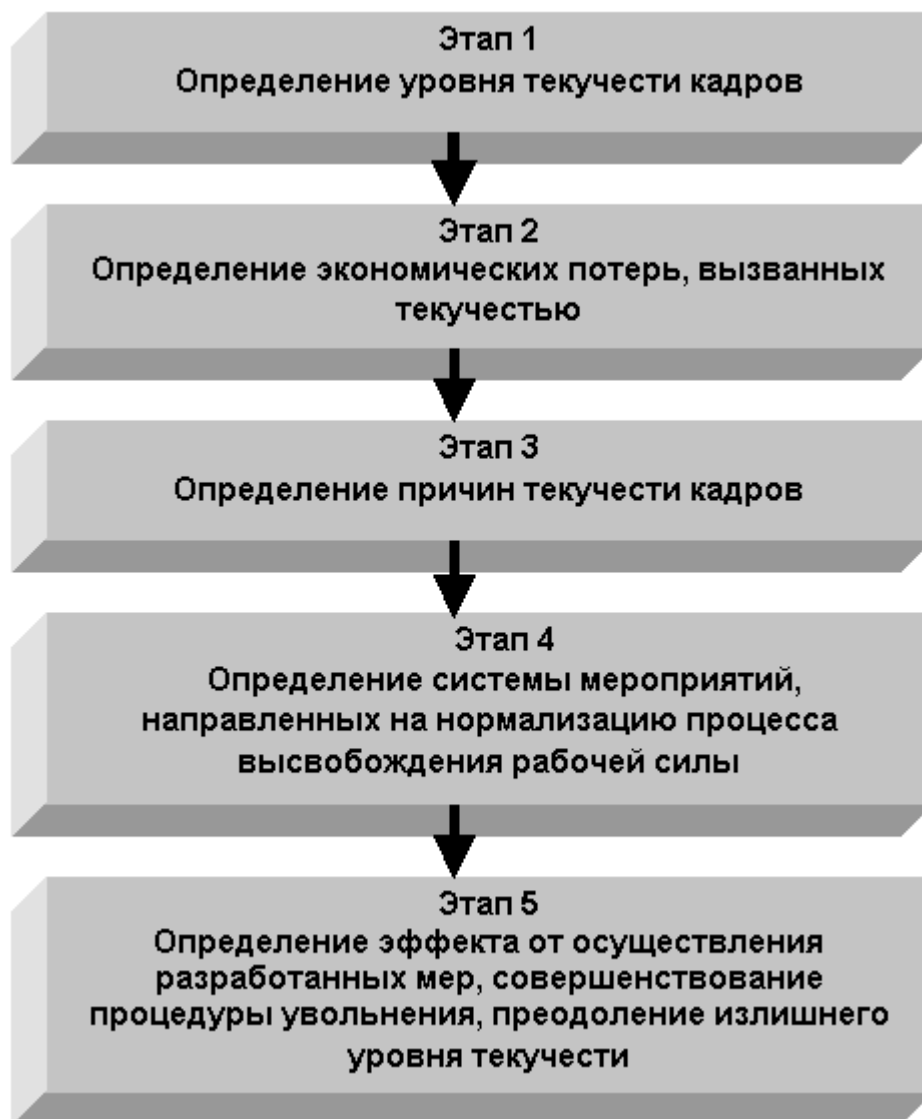 Этап 1
Определение уровня текучести кадров
Этап 2
Определение экономических потерь, вызванных
текучестью
Этап 3
Определение причин текучести кадров
Этап 4
Определение системы мероприятий,
направленных на нормализацию процесса
высвобождения рабочей силы
Этап 5
Определение эффекта от осуществления
разработанных мер, совершенствование
процедуры увольнения, преодоление излишнего
уровня текучести